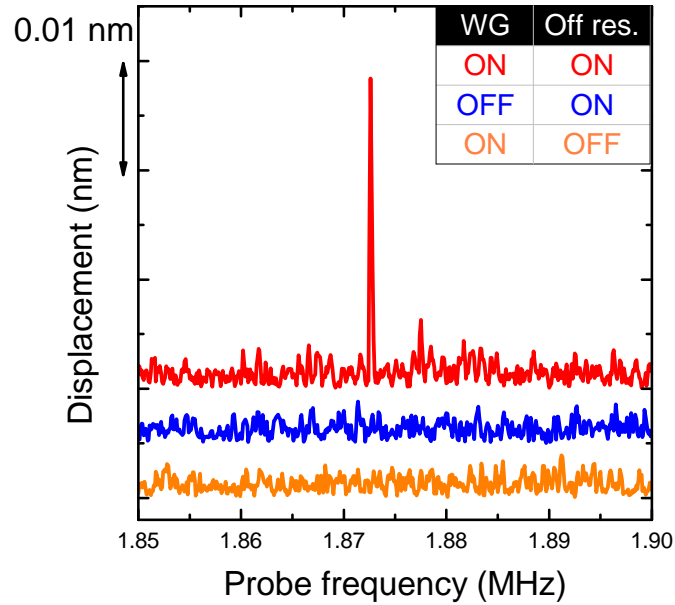 0.01 nm
WG Off res.
ON ON
OFF ON
ON OFF
Displacement (nm)
1.85 1.86 1.87 1.88 1.89 1.90
Probe frequency (MHz)